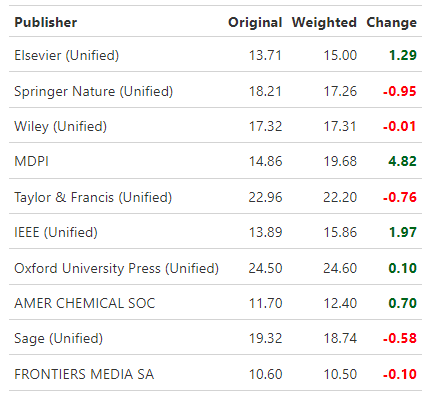 Publisher Original Weighted Change
Elsevier (Unified) 13.71 15.00 1.29
Springer Nature (Unified) 18.21 17.26 -0.95
Wiley (Unified) 17.32 17.31 -0.01
MDPI 14.86 19.68 4.82
Taylor & Francis (Unified) 22.96 22.20 -0.76
IEEE (Unified) 13.89 15.86 1.97
Oxford University Press (Unified) 24.50 24.60 0.10
AMER CHEMICAL SOC 11.70 12.40 0.70
Sage (Unified) 19.32 18.74 -0.58
FRONTIERS MEDIA SA 10.60 10.50 -0.10